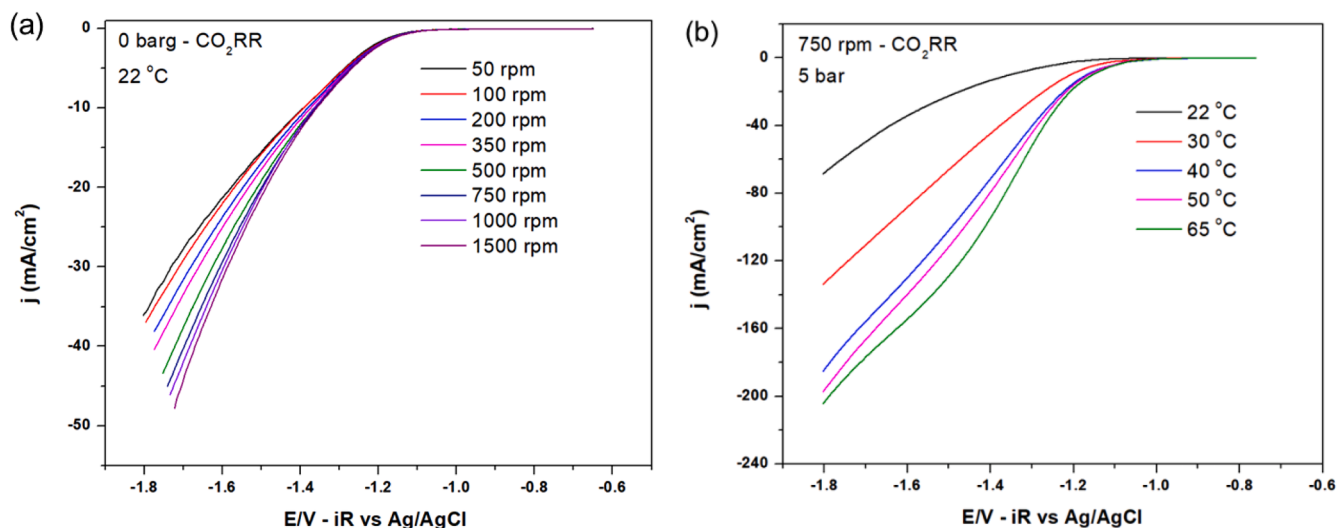 (a)
0 barg - CO₂RR
22 °C
50 rpm
100 rpm
200 rpm
350 rpm
500 rpm
750 rpm
1000 rpm
1500 rpm
0
-10
-20
-30
-40
-50
j (mA/cm²)
-1.8 -1.6 -1.4 -1.2 -1.0 -0.8 -0.6
E/V - iR vs Ag/AgCl
(b)
750 rpm - CO₂RR
5 bar
22 °C
30 °C
40 °C
50 °C
65 °C
0
-40
-80
-120
-160
-200
-240
j (mA/cm²)
-1.8 -1.6 -1.4 -1.2 -1.0 -0.8 -0.6
E/V - iR vs Ag/AgCl